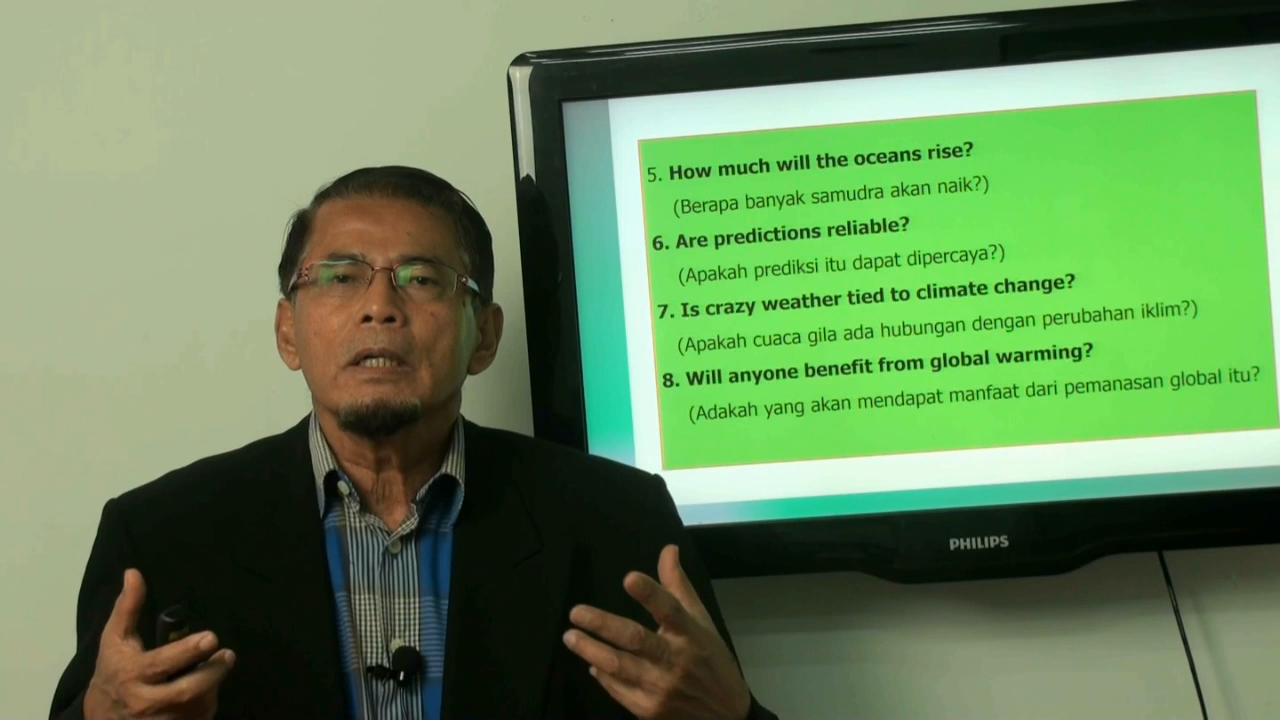 5. How much will the oceans rise?
(Berapa banyak samudra akan naik?)
6. Are predictions reliable?
(Apakah prediksi itu dapat dipercaya?)
7. Is crazy weather tied to climate change?
(Apakah cuaca gila ada hubungan dengan perubahan iklim?)
8. Will anyone benefit from global warming?
(Adakah yang akan mendapat manfaat dari pemanasan global itu?
PHILIPS